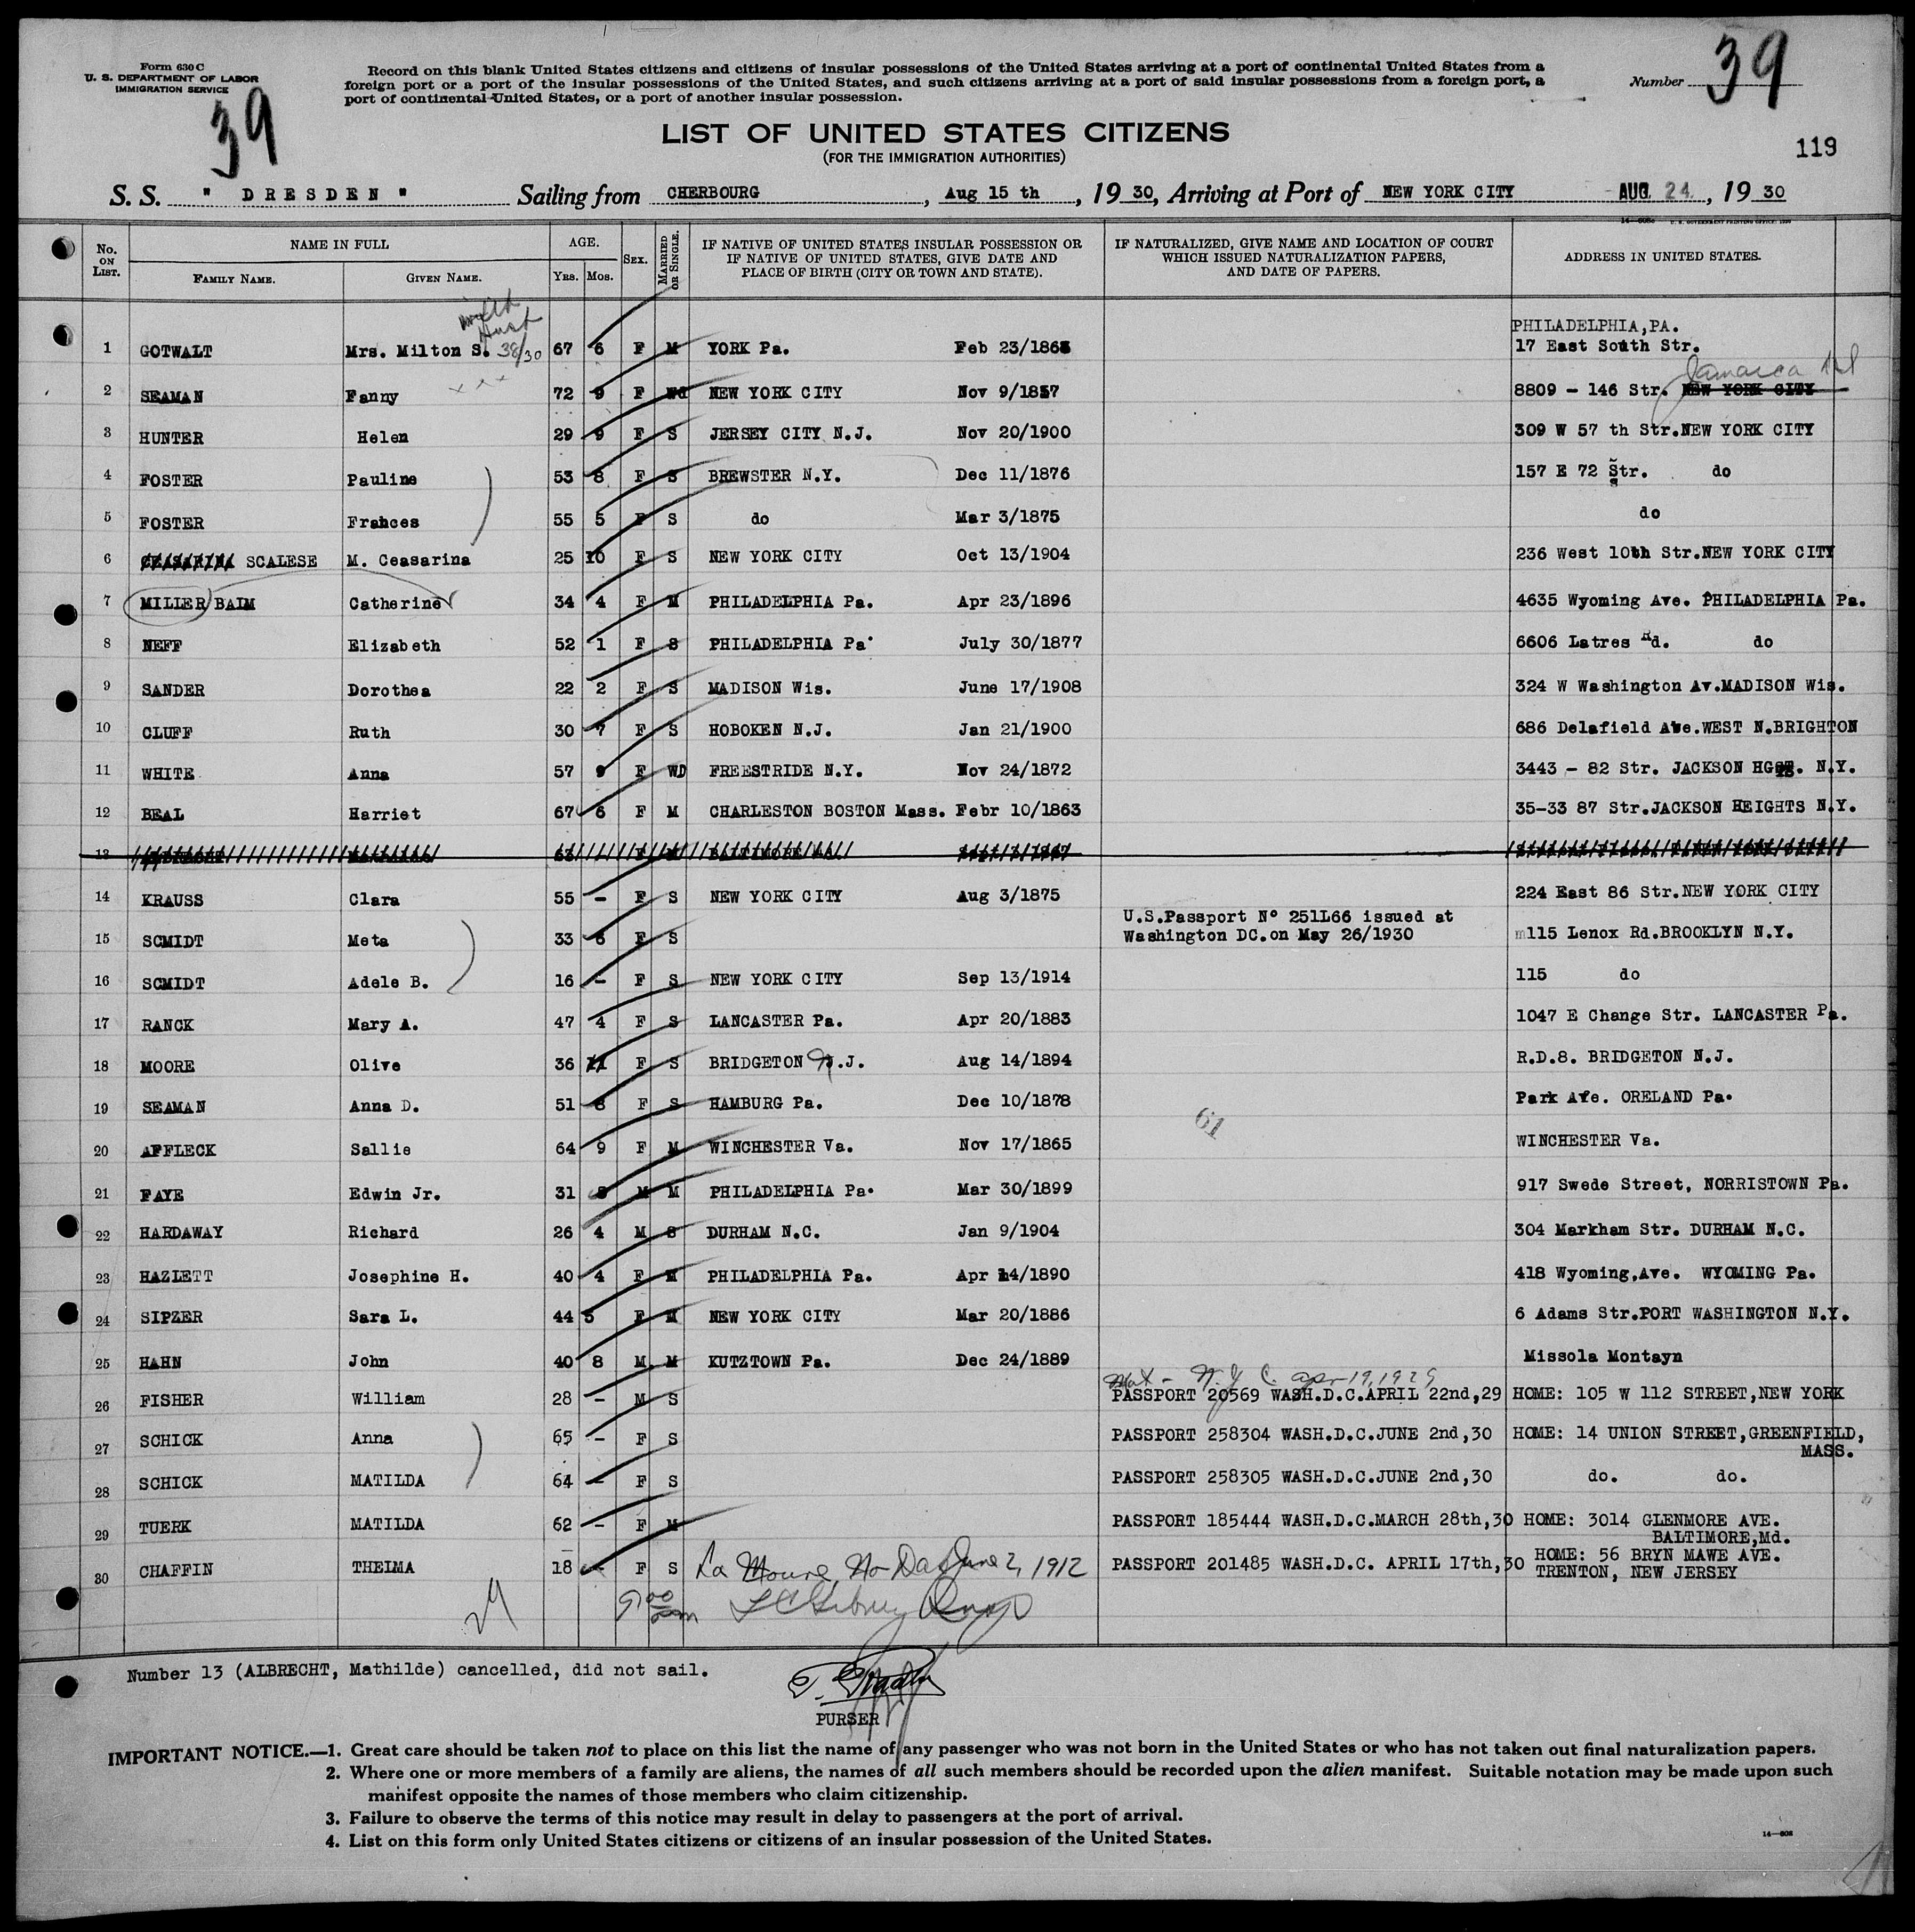 Form 630 C
U. S. DEPARTMENT OF LABOR
IMMIGRATION SERVICE
39
Record on this blank United States citizens and citizens of insular possessions of the United States arriving at a port of continental United States from a
foreign port or a port of the insular possessions of the United States, and such citizens arriving at a port of said insular possessions from a foreign port, a
port of continental United States, or a port of another insular possession.
Number 39
LIST OF UNITED STATES CITIZENS
(FOR THE IMMIGRATION AUTHORITIES)
119
S. S. " DRESDEN " Sailing from CHERBOURG, Aug 15 th, 19 30, Arriving at Port of NEW YORK CITY AUG 24, 19 30
No. ON LIST. NAME IN FULL FAMILY NAME. GIVEN NAME. AGE. YRS. MOS. SEX. MARRIED OR SINGLE. IF NATIVE OF UNITED STATES INSULAR POSSESSION OR IF NATIVE OF UNITED STATES, GIVE DATE AND PLACE OF BIRTH (CITY OR TOWN AND STATE). IF NATURALIZED, GIVE NAME AND LOCATION OF COURT WHICH ISSUED NATURALIZATION PAPERS, AND DATE OF PAPERS. ADDRESS IN UNITED STATES.
with Husb 38/30
PHILADELPHIA,PA.
1 GOTWALT Mrs. Milton S. 67 6 F M YORK Pa. Feb 23/1863 17 East South Str.
2 SEAMAN Fanny 72 9 F Wd NEW YORK CITY Nov 9/1857 8809 - 146 Str. NEW YORK CITY Jamaica
3 HUNTER Helen 29 9 F S JERSEY CITY N.J. Nov 20/1900 309 W 57 th Str.NEW YORK CITY
4 FOSTER Pauline 53 8 F S BREWSTER N.Y. Dec 11/1876 157 E 72 Str. do
5 FOSTER Frances 55 5 F S do Mar 3/1875 do
6 CEASARINA SCALESE M. Ceasarina 25 10 F S NEW YORK CITY Oct 13/1904 236 West 10th Str.NEW YORK CITY
7 MILLER BAIM Catherine 34 4 F M PHILADELPHIA Pa. Apr 23/1896 4635 Wyoming Ave. PHILADELPHIA Pa.
8 NEFF Elizabeth 52 1 F S PHILADELPHIA Pa. July 30/1877 6606 Latres Rd. do
9 SANDER Dorothea 22 2 F S MADISON Wis. June 17/1908 324 W Washington Av.MADISON Wis.
10 CLUFF Ruth 30 7 F S HOBOKEN N.J. Jan 21/1900 686 Delafield Ave.WEST N.BRIGHTON
11 WHITE Anna 57 9 F WD FREESTRIDE N.Y. Nov 24/1872 3443 - 82 Str. JACKSON N.Y.
12 BEAL Harriet 67 6 F M CHARLESTON BOSTON Mass. Febr 10/1863 35-33 87 Str.JACKSON HEIGHTS N.Y.
13
14 KRAUSS Clara 55 - F S NEW YORK CITY Aug 3/1875 224 East 86 Str.NEW YORK CITY
U.S.Passport No 251L66 issued at
15 SCMIDT Meta 33 6 F S Washington DC.on May 26/1930 115 Lenox Rd.BROOKLYN N.Y.
16 SCMIDT Adele B. 16 - F S NEW YORK CITY Sep 13/1914 115 do
17 RANCK Mary A. 47 4 F S LANCASTER Pa. Apr 20/1883 1047 E Change Str. LANCASTER Pa.
18 MOORE Olive 36 11 F S BRIDGETON N.J. Aug 14/1894 R.D.8. BRIDGETON N.J.
19 SEAMAN Anna D. 51 8 F S HAMBURG Pa. Dec 10/1878 Park Ave. ORELAND Pa.
61
20 AFFLECK Sallie 64 9 F M WINCHESTER Va. Nov 17/1865 WINCHESTER Va.
21 FAYE Edwin Jr. 31 M M PHILADELPHIA Pa. Mar 30/1899 917 Swede Street, NORRISTOWN Pa.
22 HARDAWAY Richard 26 4 M S DURHAM N.C. Jan 9/1904 304 Markham Str. DURHAM N.C.
23 HAZLETT Josephine H. 40 4 F M PHILADELPHIA Pa. Apr 14/1890 418 Wyoming.Ave. WYOMING Pa.
24 SIPZER Sara L. 44 5 F M NEW YORK CITY Mar 20/1886 6 Adams Str.PORT WASHINGTON N.Y.
25 HAHN John 40 8 M M KUTZTOWN Pa. Dec 24/1889 Missola Montayn
Nat - N.Y.C. Apr 19, 1929
26 FISHER William 28 - M S PASSPORT 20569 WASH.D.C.APRIL 22nd,29 HOME: 105 W 112 STREET,NEW YORK
27 SCHICK Anna 65 - F S PASSPORT 258304 WASH.D.C.JUNE 2nd,30 HOME: 14 UNION STREET,GREENFIELD,
MASS.
28 SCHICK MATILDA 64 - F S PASSPORT 258305 WASH.D.C.JUNE 2nd,30 do. do.
29 TUERK MATILDA 62 - F M PASSPORT 185444 WASH.D.C.MARCH 28th,30 HOME: 3014 GLENMORE AVE.
BALTIMORE,Md.
30 CHAFFIN THELMA 18 - F S La Moure No Dak June 2, 1912 PASSPORT 201485 WASH.D.C. APRIL 17th,30 HOME: 56 BRYN MAWE AVE.
TRENTON, NEW JERSEY
29
Number 13 (ALBRECHT, Mathilde) cancelled, did not sail.
PURSER
IMPORTANT NOTICE.—1. Great care should be taken not to place on this list the name of any passenger who was not born in the United States or who has not taken out final naturalization papers.
2. Where one or more members of a family are aliens, the names of all such members should be recorded upon the alien manifest. Suitable notation may be made upon such
manifest opposite the names of those members who claim citizenship.
3. Failure to observe the terms of this notice may result in delay to passengers at the port of arrival.
4. List on this form only United States citizens or citizens of an insular possession of the United States.